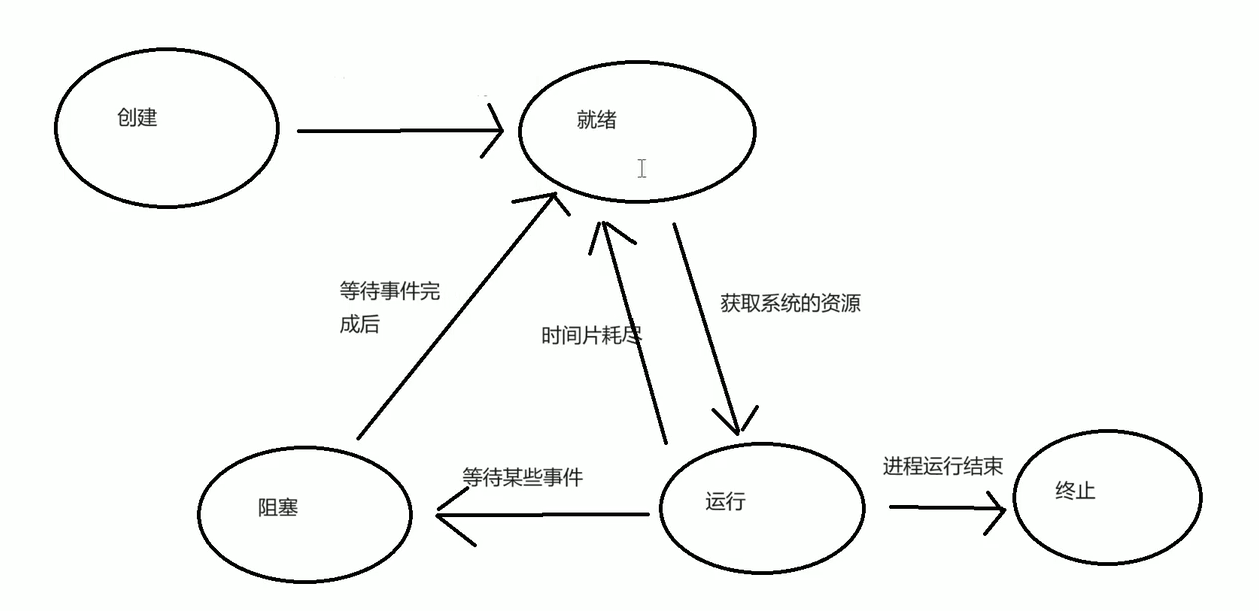 创建
就绪
等待事件完
成后
时间片耗尽
获取系统的资源
等待某些事件
进程运行结束
阻塞
运行
终止